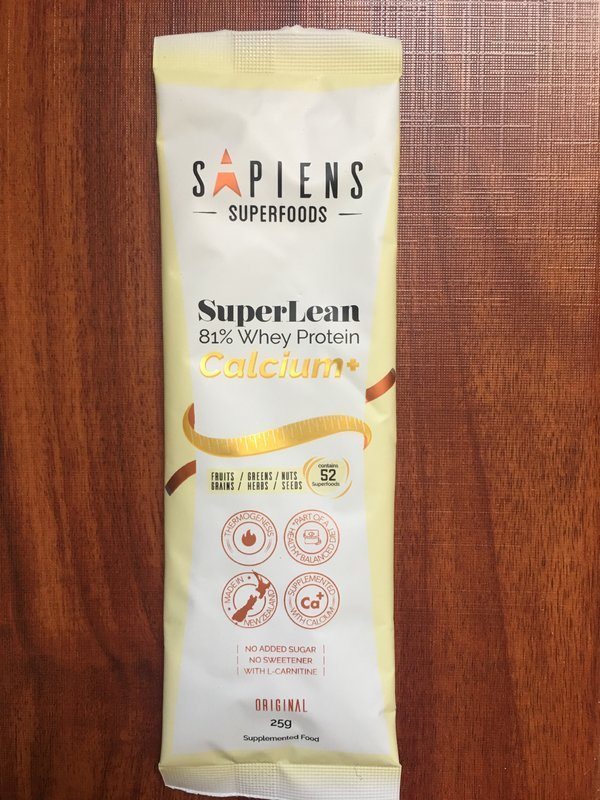 SAPIENS
SUPERFOODS
SuperLean
81% Whey Protein
Calcium+
FRUITS / GREENS / NUTS
GRAINS / HERBS / SEEDS
contains
52
Superfoods
THERMOGENESIS
*PART OF A HEALTHY BALANCED DIET
MADE IN NEW ZEALAND
SUPPLEMENTED WITH CALCIUM
Ca+
NO ADDED SUGAR
NO SWEETENER
WITH L-CARNITINE
ORIGINAL
25g
Supplemented Food